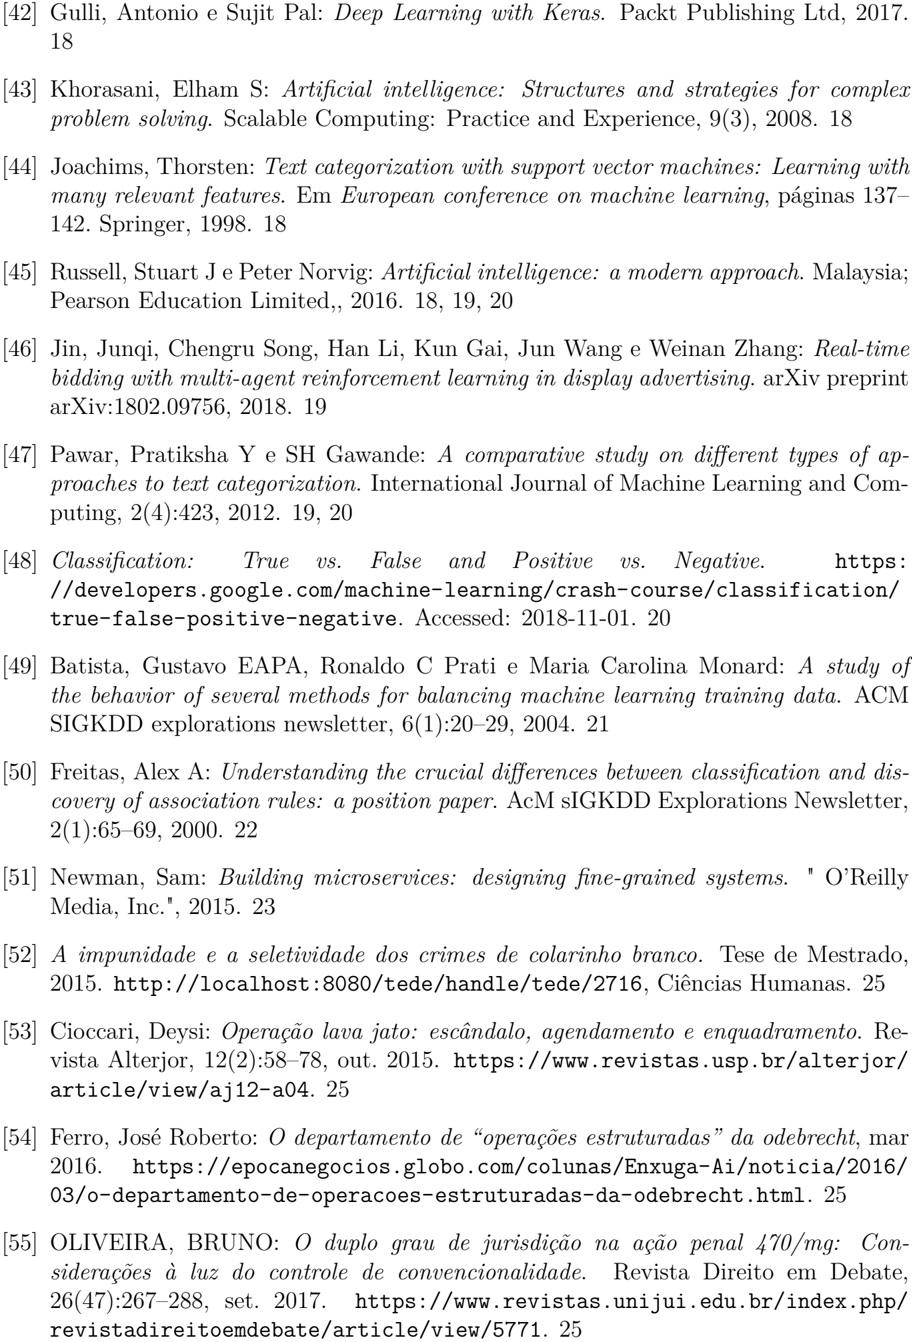 [42] Gulli, Antonio e Sujit Pal: Deep Learning with Keras. Packt Publishing Ltd, 2017.
18
[43] Khorasani, Elham S: Artificial intelligence: Structures and strategies for complex
problem solving. Scalable Computing: Practice and Experience, 9(3), 2008. 18
[44] Joachims, Thorsten: Text categorization with support vector machines: Learning with
many relevant features. Em European conference on machine learning, páginas 137–
142. Springer, 1998. 18
[45] Russell, Stuart J e Peter Norvig: Artificial intelligence: a modern approach. Malaysia;
Pearson Education Limited,, 2016. 18, 19, 20
[46] Jin, Junqi, Chengru Song, Han Li, Kun Gai, Jun Wang e Weinan Zhang: Real-time
bidding with multi-agent reinforcement learning in display advertising. arXiv preprint
arXiv:1802.09756, 2018. 19
[47] Pawar, Pratiksha Y e SH Gawande: A comparative study on different types of ap-
proaches to text categorization. International Journal of Machine Learning and Com-
puting, 2(4):423, 2012. 19, 20
[48] Classification: True vs. False and Positive vs. Negative. https:
//developers.google.com/machine-learning/crash-course/classification/
true-false-positive-negative. Accessed: 2018-11-01. 20
[49] Batista, Gustavo EAPA, Ronaldo C Prati e Maria Carolina Monard: A study of
the behavior of several methods for balancing machine learning training data. ACM
SIGKDD explorations newsletter, 6(1):20–29, 2004. 21
[50] Freitas, Alex A: Understanding the crucial differences between classification and dis-
covery of association rules: a position paper. AcM sIGKDD Explorations Newsletter,
2(1):65–69, 2000. 22
[51] Newman, Sam: Building microservices: designing fine-grained systems. " O'Reilly
Media, Inc.", 2015. 23
[52] A impunidade e a seletividade dos crimes de colarinho branco. Tese de Mestrado,
2015. http://localhost:8080/tede/handle/tede/2716, Ciências Humanas. 25
[53] Cioccari, Deysi: Operação lava jato: escândalo, agendamento e enquadramento. Re-
vista Alterjor, 12(2):58–78, out. 2015. https://www.revistas.usp.br/alterjor/
article/view/aj12-a04. 25
[54] Ferro, José Roberto: O departamento de “operações estruturadas” da odebrecht, mar
2016. https://epocanegocios.globo.com/colunas/Enxuga-Ai/noticia/2016/
03/o-departamento-de-operacoes-estruturadas-da-odebrecht.html. 25
[55] OLIVEIRA, BRUNO: O duplo grau de jurisdição na ação penal 470/mg: Con-
siderações à luz do controle de convencionalidade. Revista Direito em Debate,
26(47):267–288, set. 2017. https://www.revistas.unijui.edu.br/index.php/
revistadireitoemdebate/article/view/5771. 25